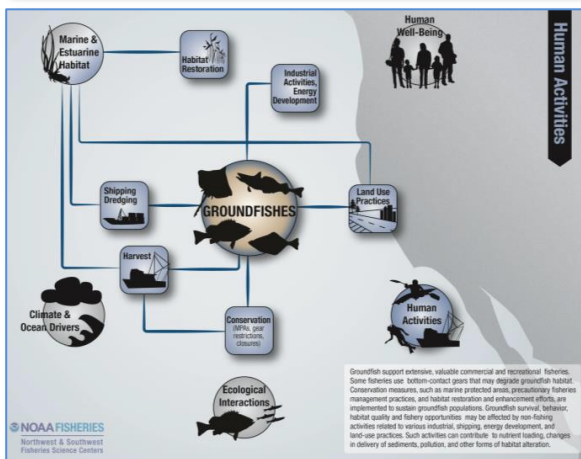 Human Activities
Marine &
Estuarine
Habitat
Habitat
Restoration
Industrial
Activities,
Energy
Development
Human
Well-Being
Shipping
Dredging
GROUNDFISHES
Land Use
Practices
Harvest
Climate &
Ocean Drivers
Conservation
(MPAs, gear
restrictions,
closures)
Human
Activities
Ecological
Interactions
Groundfish support extensive, valuable commercial and recreational fisheries.
Some fisheries use bottom-contact gears that may degrade groundfish habitat.
Conservation measures, such as marine protected areas, precautionary fisheries
management practices, and habitat restoration and enhancement efforts, are
implemented to sustain groundfish populations. Groundfish survival, behavior,
habitat quality and fishery opportunities may be affected by non-fishing
activities related to various industrial, shipping, energy development, and
land-use practices. Such activities can contribute to nutrient loading, changes
in delivery of sediments, pollution, and other forms of habitat alteration.
NOAA FISHERIES
Northwest & Southwest
Fisheries Science Centers